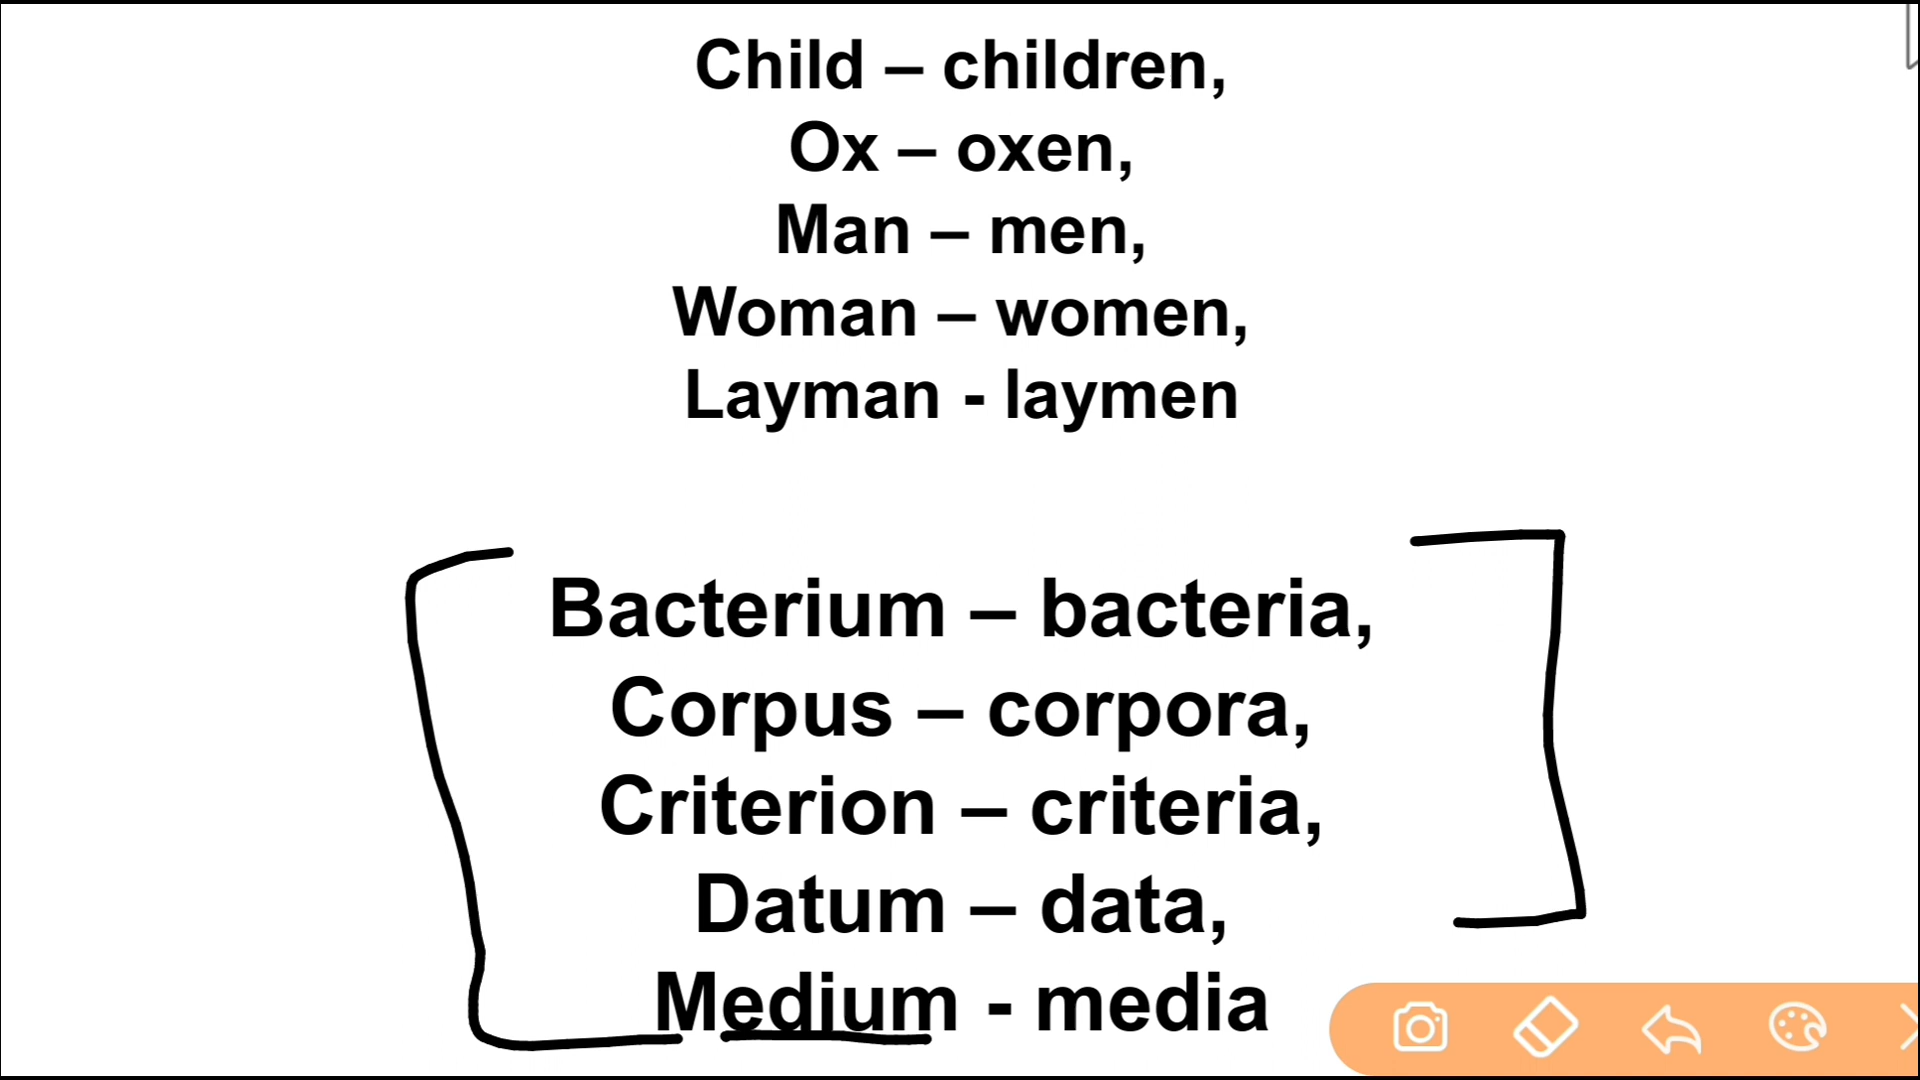 Child – children,
Ox – oxen,
Man – men,
Woman – women,
Layman - laymen
Bacterium – bacteria,
Corpus – corpora,
Criterion – criteria,
Datum – data,
Medium - media